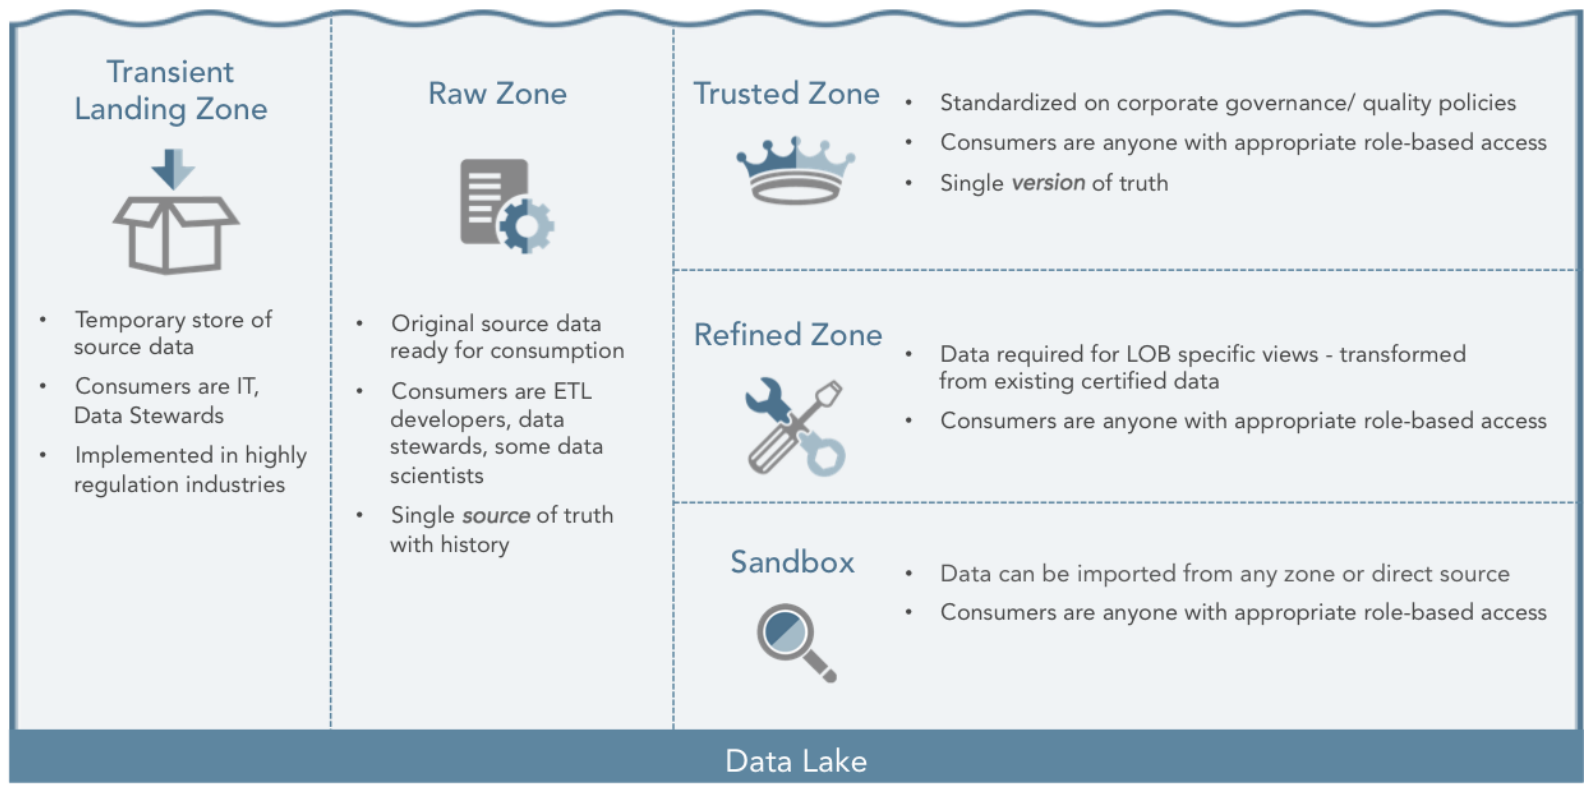 Transient
Landing Zone
• Temporary store of
source data
• Consumers are IT,
Data Stewards
• Implemented in highly
regulation industries
Raw Zone
• Original source data
ready for consumption
• Consumers are ETL
developers, data
stewards, some data
scientists
• Single source of truth
with history
Trusted Zone
• Standardized on corporate governance/ quality policies
• Consumers are anyone with appropriate role-based access
• Single version of truth
Refined Zone
• Data required for LOB specific views - transformed
from existing certified data
• Consumers are anyone with appropriate role-based access
Sandbox
• Data can be imported from any zone or direct source
• Consumers are anyone with appropriate role-based access
Data Lake